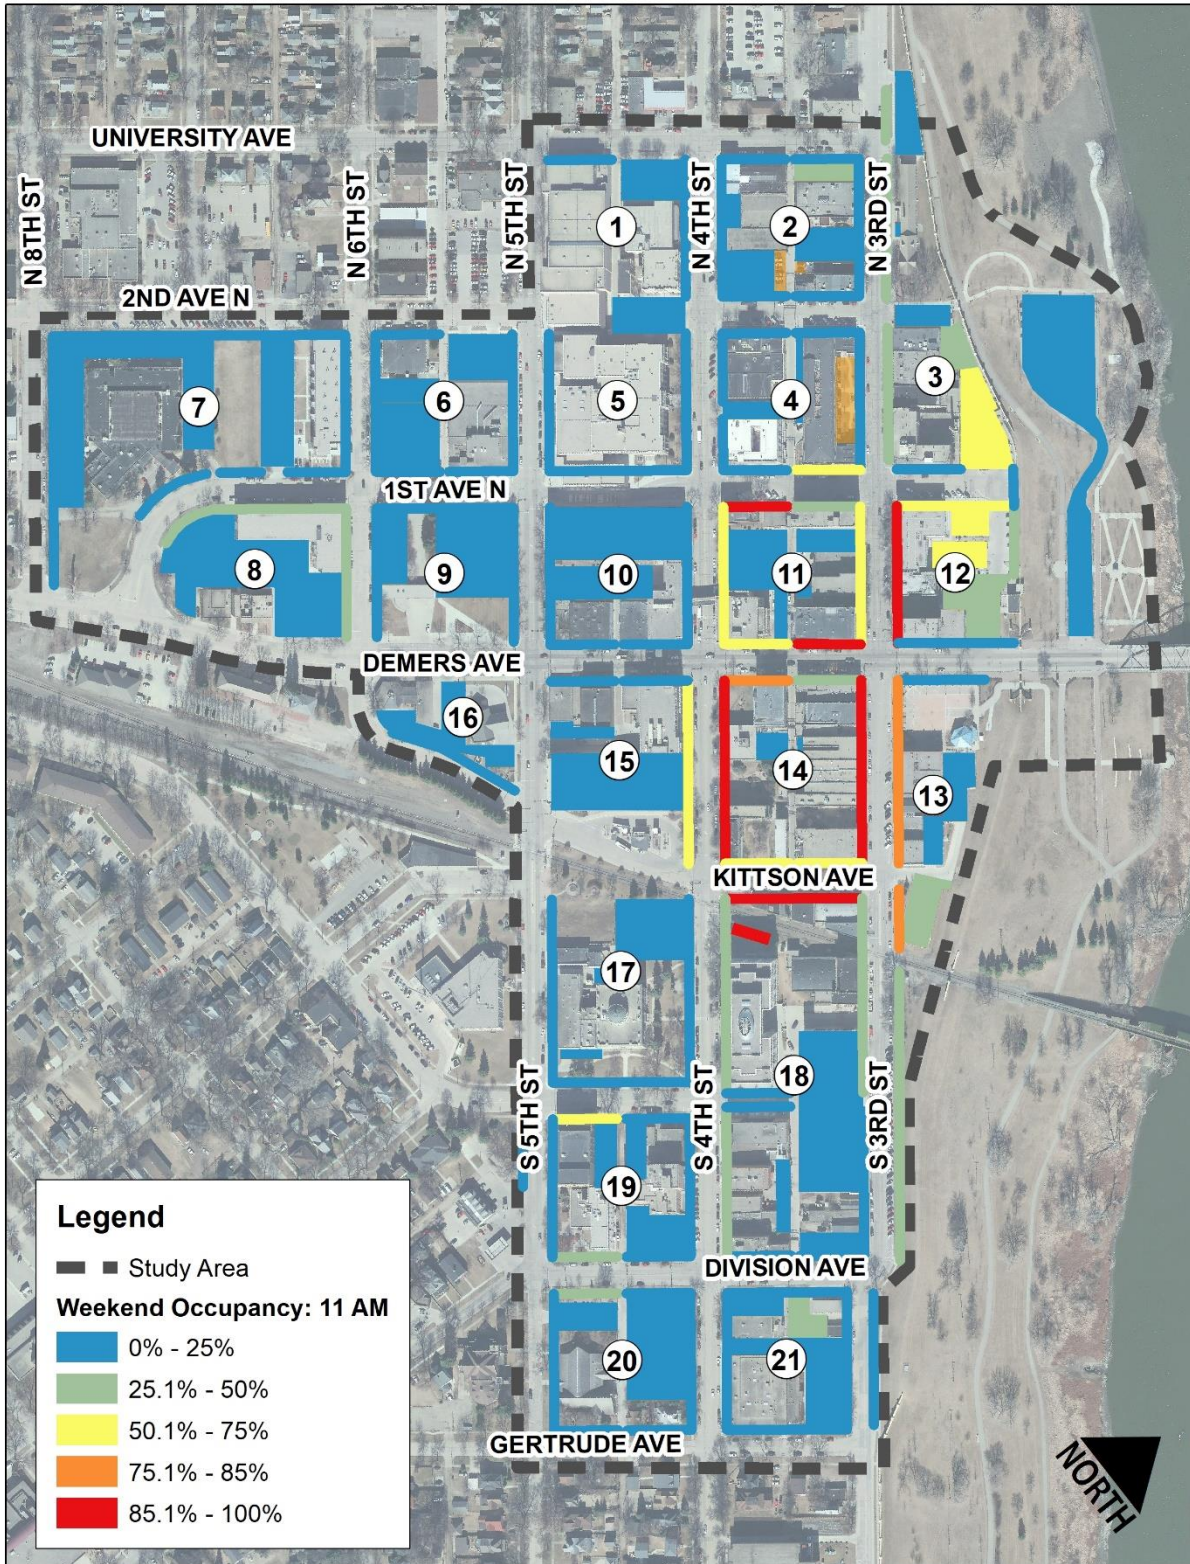 UNIVERSITY AVE
N 8TH ST
N 6TH ST
N 5TH ST
N 4TH ST
N 3RD ST
1
2
2ND AVE N
3
4
5
6
7
1ST AVE N
8
9
10
11
12
DEMERS AVE
16
15
14
13
KITTSON AVE
17
18
S 5TH ST
S 4TH ST
S 3RD ST
19
DIVISION AVE
20
21
GERTRUDE AVE
Legend
Study Area
Weekend Occupancy: 11 AM
0% - 25%
25.1% - 50%
50.1% - 75%
75.1% - 85%
85.1% - 100%
NORTH